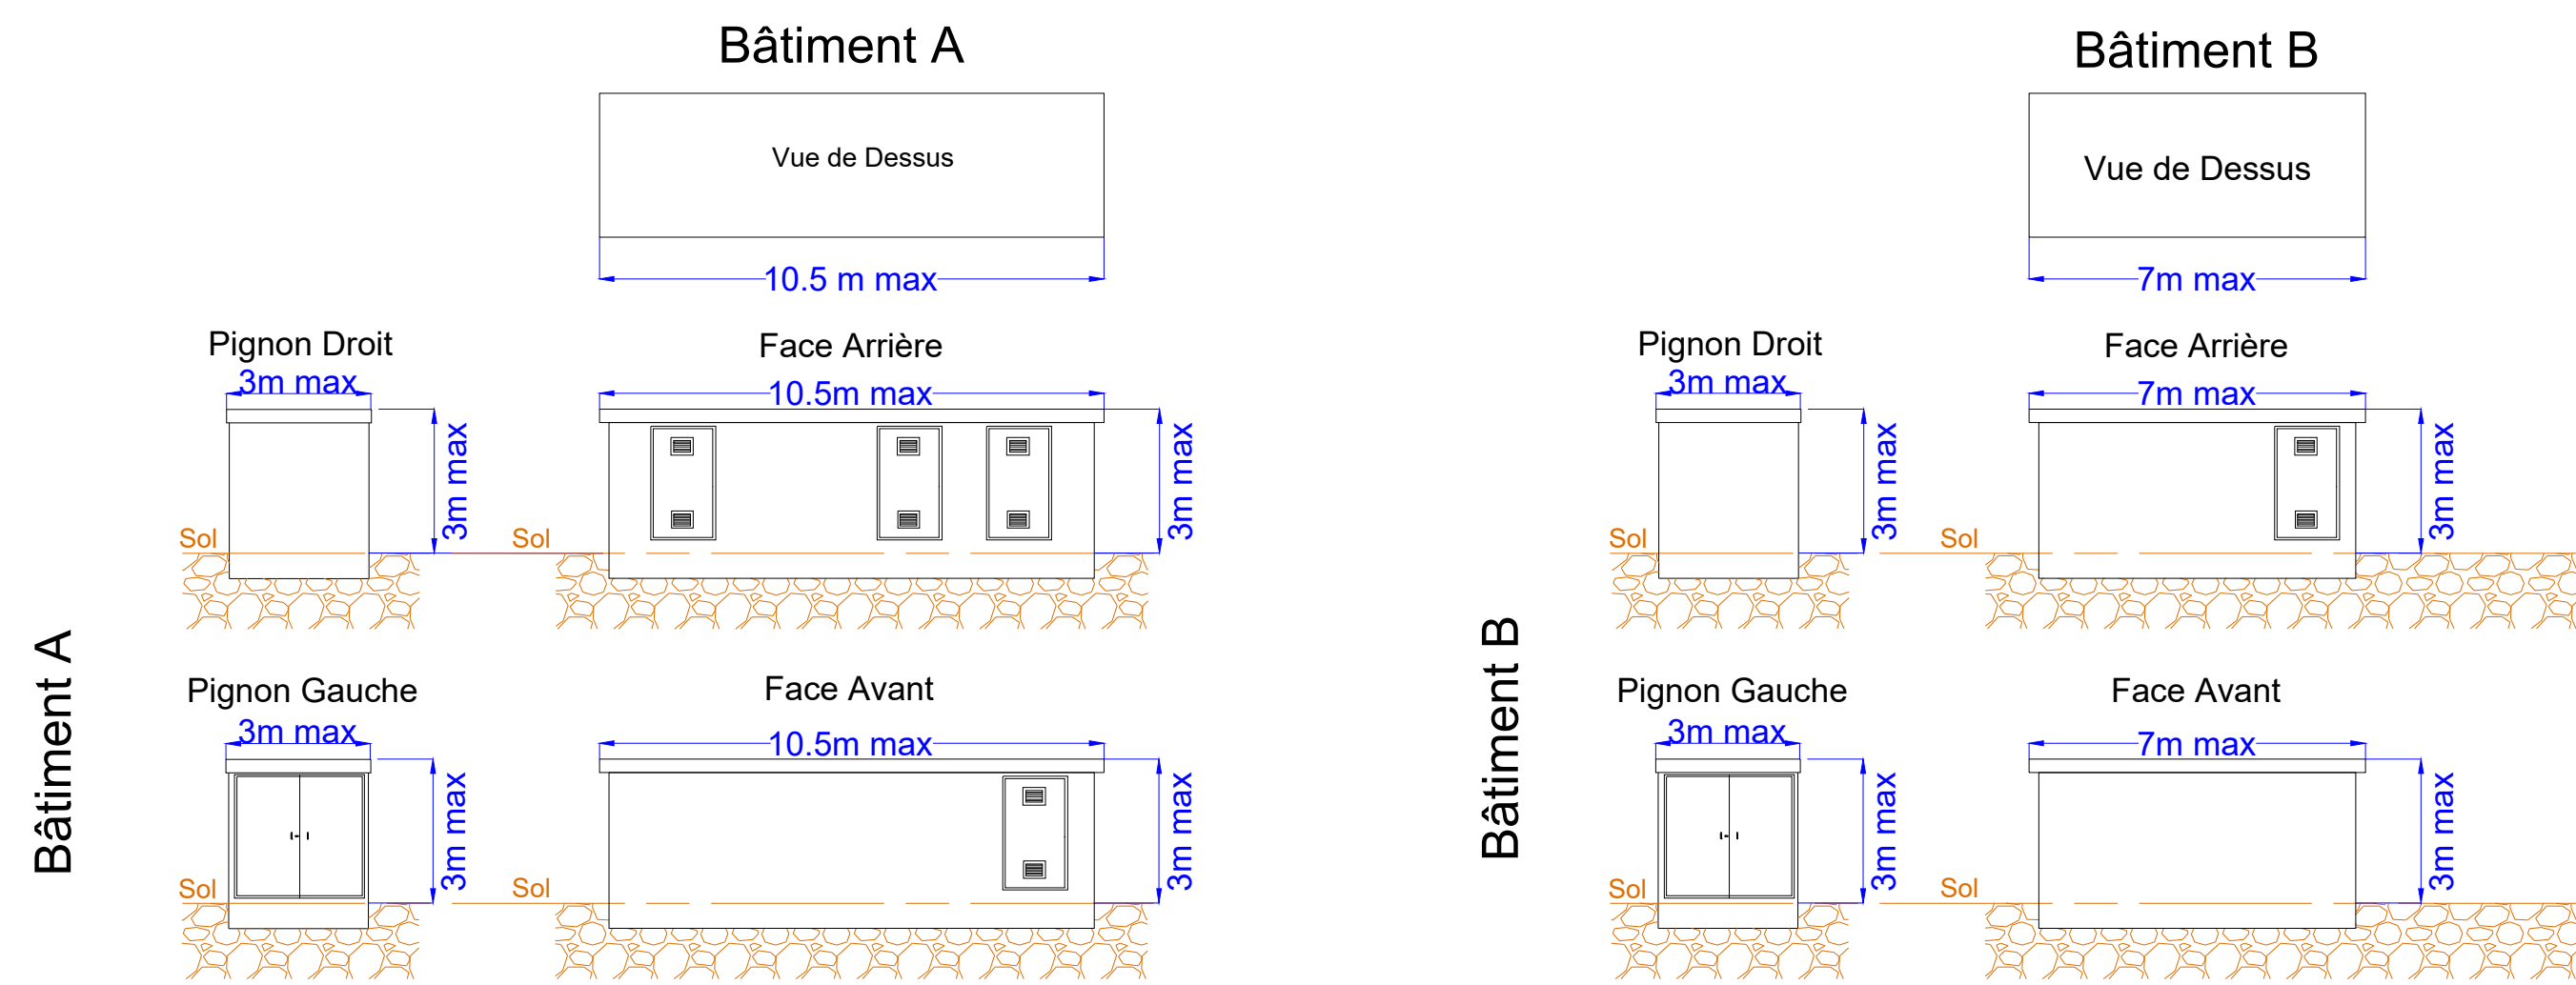 Bâtiment A
Vue de Dessus
10.5 m max
Pignon Droit
3m max
3m max
Sol
Face Arrière
10.5m max
3m max
Sol
Bâtiment A
Pignon Gauche
3m max
3m max
Sol
Face Avant
10.5m max
3m max
Sol
Bâtiment B
Vue de Dessus
7m max
Pignon Droit
3m max
3m max
Sol
Face Arrière
7m max
3m max
Sol
Bâtiment B
Pignon Gauche
3m max
3m max
Sol
Face Avant
7m max
3m max
Sol